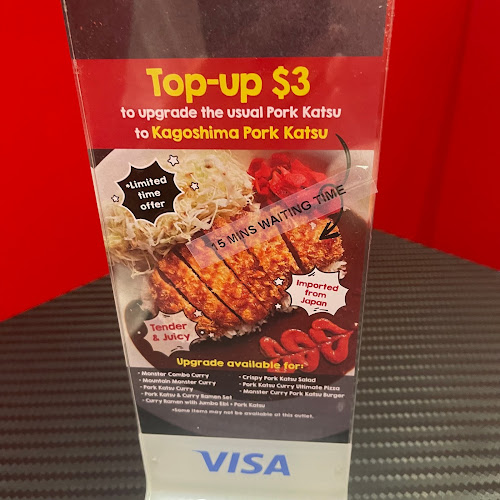 Top-up $3
to upgrade the usual Pork Katsu
to Kagoshima Pork Katsu
*Limited
time
offer
15 MINS WAITING TIME
Imported
from
Japan
Tender
& Juicy
Upgrade available for:*
• Monster Combo Curry
• Mountain Monster Curry
• Pork Katsu Curry
• Pork Katsu & Curry Ramen Set
• Curry Ramen with Jumbo Ebi + Pork Katsu
• Crispy Pork Katsu Salad
• Pork Katsu Curry Ultimate Pizza
• Monster Curry Pork Katsu Burger
*Some items may not be available at this outlet.
VISA